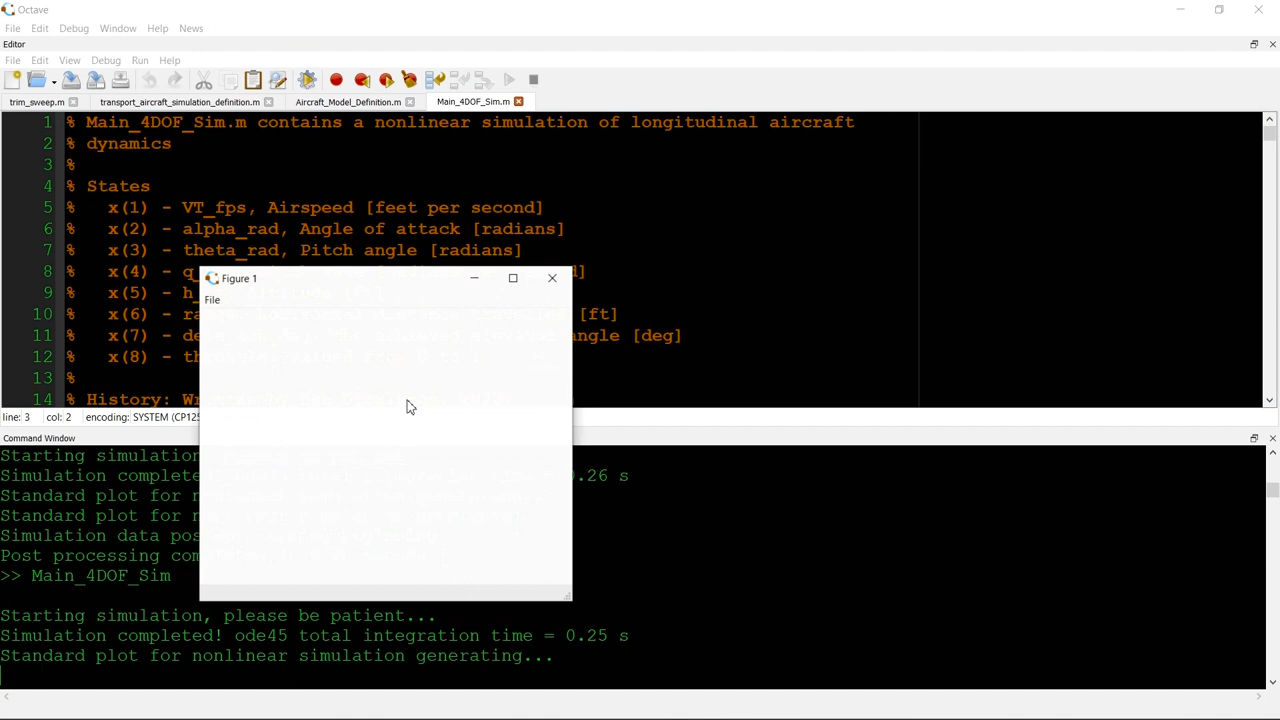 Octave
File Edit Debug Window Help News
Editor
File Edit View Debug Run Help
trim_sweep.m transport_aircraft_simulation_definition.m Aircraft_Model_Definition.m Main_4DOF_Sim.m
1 % Main_4DOF_Sim.m contains a nonlinear simulation of longitudinal aircraft
2 % dynamics
3 %
4 % States
5 % x(1) - VT_fps, Airspeed [feet per second]
6 % x(2) - alpha_rad, Angle of attack [radians]
7 % x(3) - theta_rad, Pitch angle [radians]
8 % x(4) - q d]
9 % x(5) - h_
10 % x(6) - ra [ft]
11 % x(7) - de ngle [deg]
12 % x(8) - th
13 %
14 % History: Wr
Figure 1
File
line: 3 col: 2 encoding: SYSTEM (CP125
Command Window
Starting simulation
Simulation complete 0.26 s
Standard plot for n
Standard plot for n
Simulation data pos
Post processing com
>> Main_4DOF_Sim
Starting simulation, please be patient...
Simulation completed! ode45 total integration time = 0.25 s
Standard plot for nonlinear simulation generating...